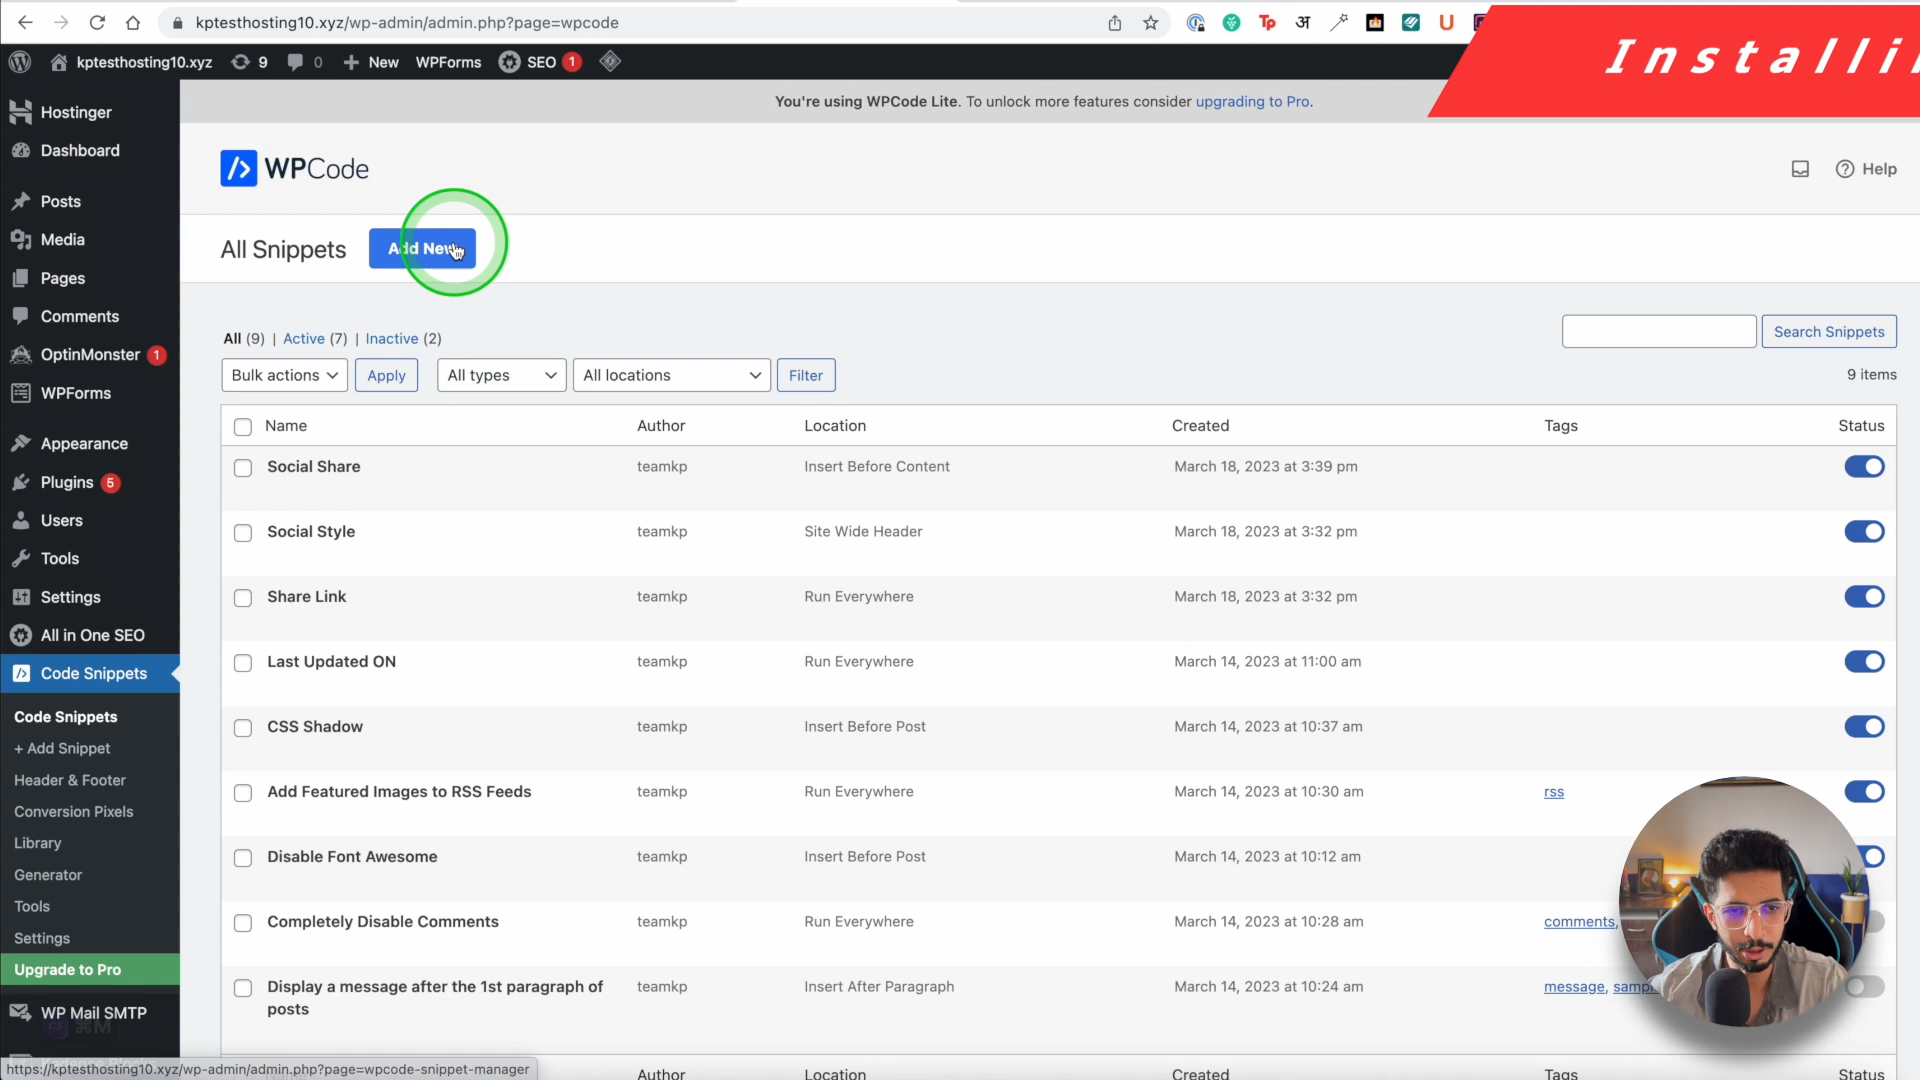 kptesthosting10.xyz/wp-admin/admin.php?page=wpcode
Installi
kptesthosting10.xyz 9 0 New WPForms SEO 1
You're using WPCode Lite. To unlock more features consider upgrading to Pro.
Hostinger
Dashboard
Posts
Media
Pages
Comments
OptinMonster 1
WPForms
Appearance
Plugins 5
Users
Tools
Settings
All in One SEO
Code Snippets
Code Snippets
+ Add Snippet
Header & Footer
Conversion Pixels
Library
Generator
Tools
Settings
Upgrade to Pro
WP Mail SMTP
WPCode
Help
All Snippets Add New
All (9) | Active (7) | Inactive (2)
Search Snippets
Bulk actions Apply All types All locations Filter
9 items
Name Author Location Created Tags Status
Social Share teamkp Insert Before Content March 18, 2023 at 3:39 pm
Social Style teamkp Site Wide Header March 18, 2023 at 3:32 pm
Share Link teamkp Run Everywhere March 18, 2023 at 3:32 pm
Last Updated ON teamkp Run Everywhere March 14, 2023 at 11:00 am
CSS Shadow teamkp Insert Before Post March 14, 2023 at 10:37 am
Add Featured Images to RSS Feeds teamkp Run Everywhere March 14, 2023 at 10:30 am rss
Disable Font Awesome teamkp Insert Before Post March 14, 2023 at 10:12 am
Completely Disable Comments teamkp Run Everywhere March 14, 2023 at 10:28 am comments,
Display a message after the 1st paragraph of teamkp Insert After Paragraph March 14, 2023 at 10:24 am message, samp
posts
Author Location Created Tags Status
https://kptesthosting10.xyz/wp-admin/admin.php?page=wpcode-snippet-manager